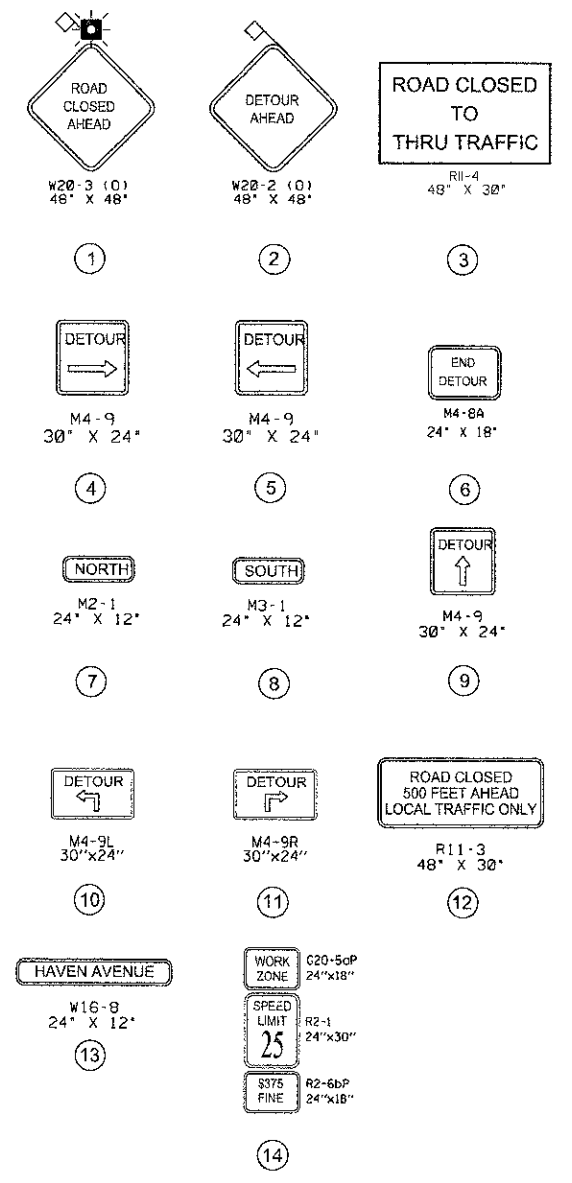 ROAD
CLOSED
AHEAD
W20-3 (O)
48" X 48"
1
DETOUR
AHEAD
W20-2 (O)
48" X 48"
2
ROAD CLOSED
TO
THRU TRAFFIC
RII-4
48" X 30"
3
DETOUR
M4-9
30" X 24"
4
DETOUR
M4-9
30" X 24"
5
END
DETOUR
M4-8A
24" X 18"
6
NORTH
M2-1
24" X 12"
7
SOUTH
M3-1
24" X 12"
8
DETOUR
M4-9
30" X 24"
9
DETOUR
M4-9L
30"x24"
10
DETOUR
M4-9R
30"x24"
11
ROAD CLOSED
500 FEET AHEAD
LOCAL TRAFFIC ONLY
R11-3
48" X 30"
12
HAVEN AVENUE
W16-8
24" X 12"
13
WORK
ZONE
G20-5aP
24"x18"
SPEED
LIMIT
25
R2-1
24"x30"
$375
FINE
R2-6bP
24"x18"
14